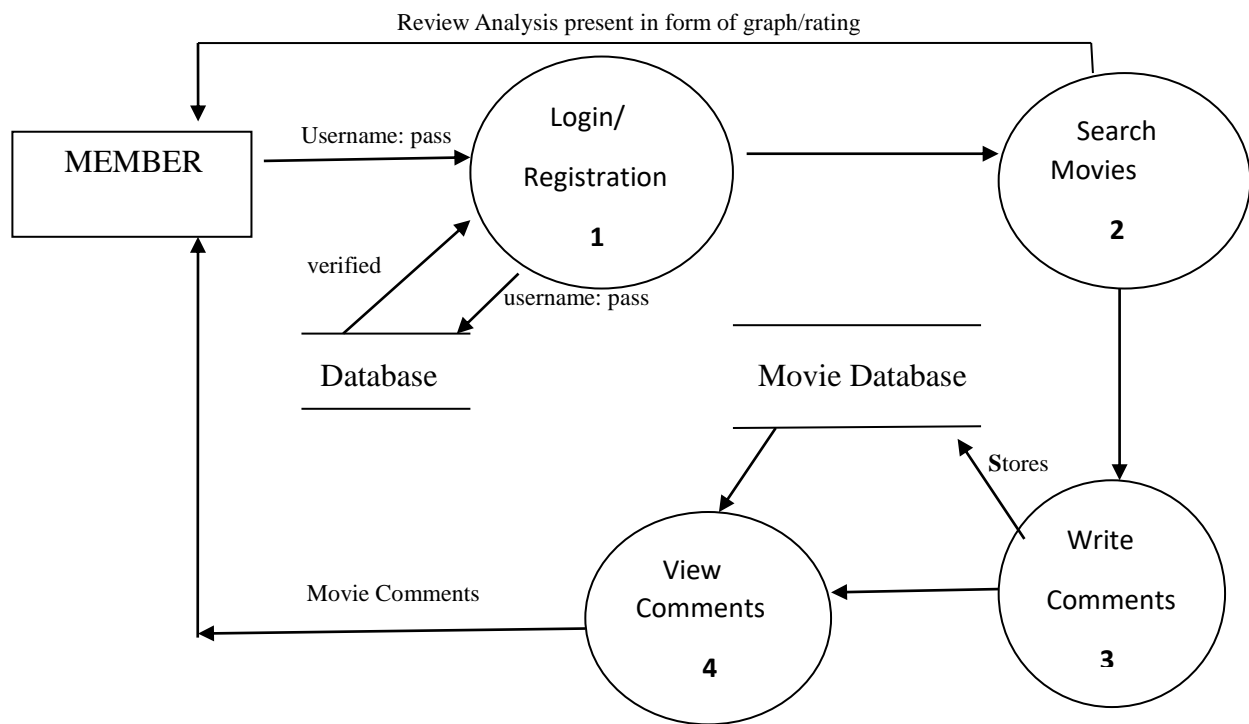 Review Analysis present in form of graph/rating
MEMBER
Username: pass
Login/
Registration
1
Search
Movies
2
verified
username: pass
Database
Movie Database
Stores
Write
Comments
3
View
Comments
4
Movie Comments